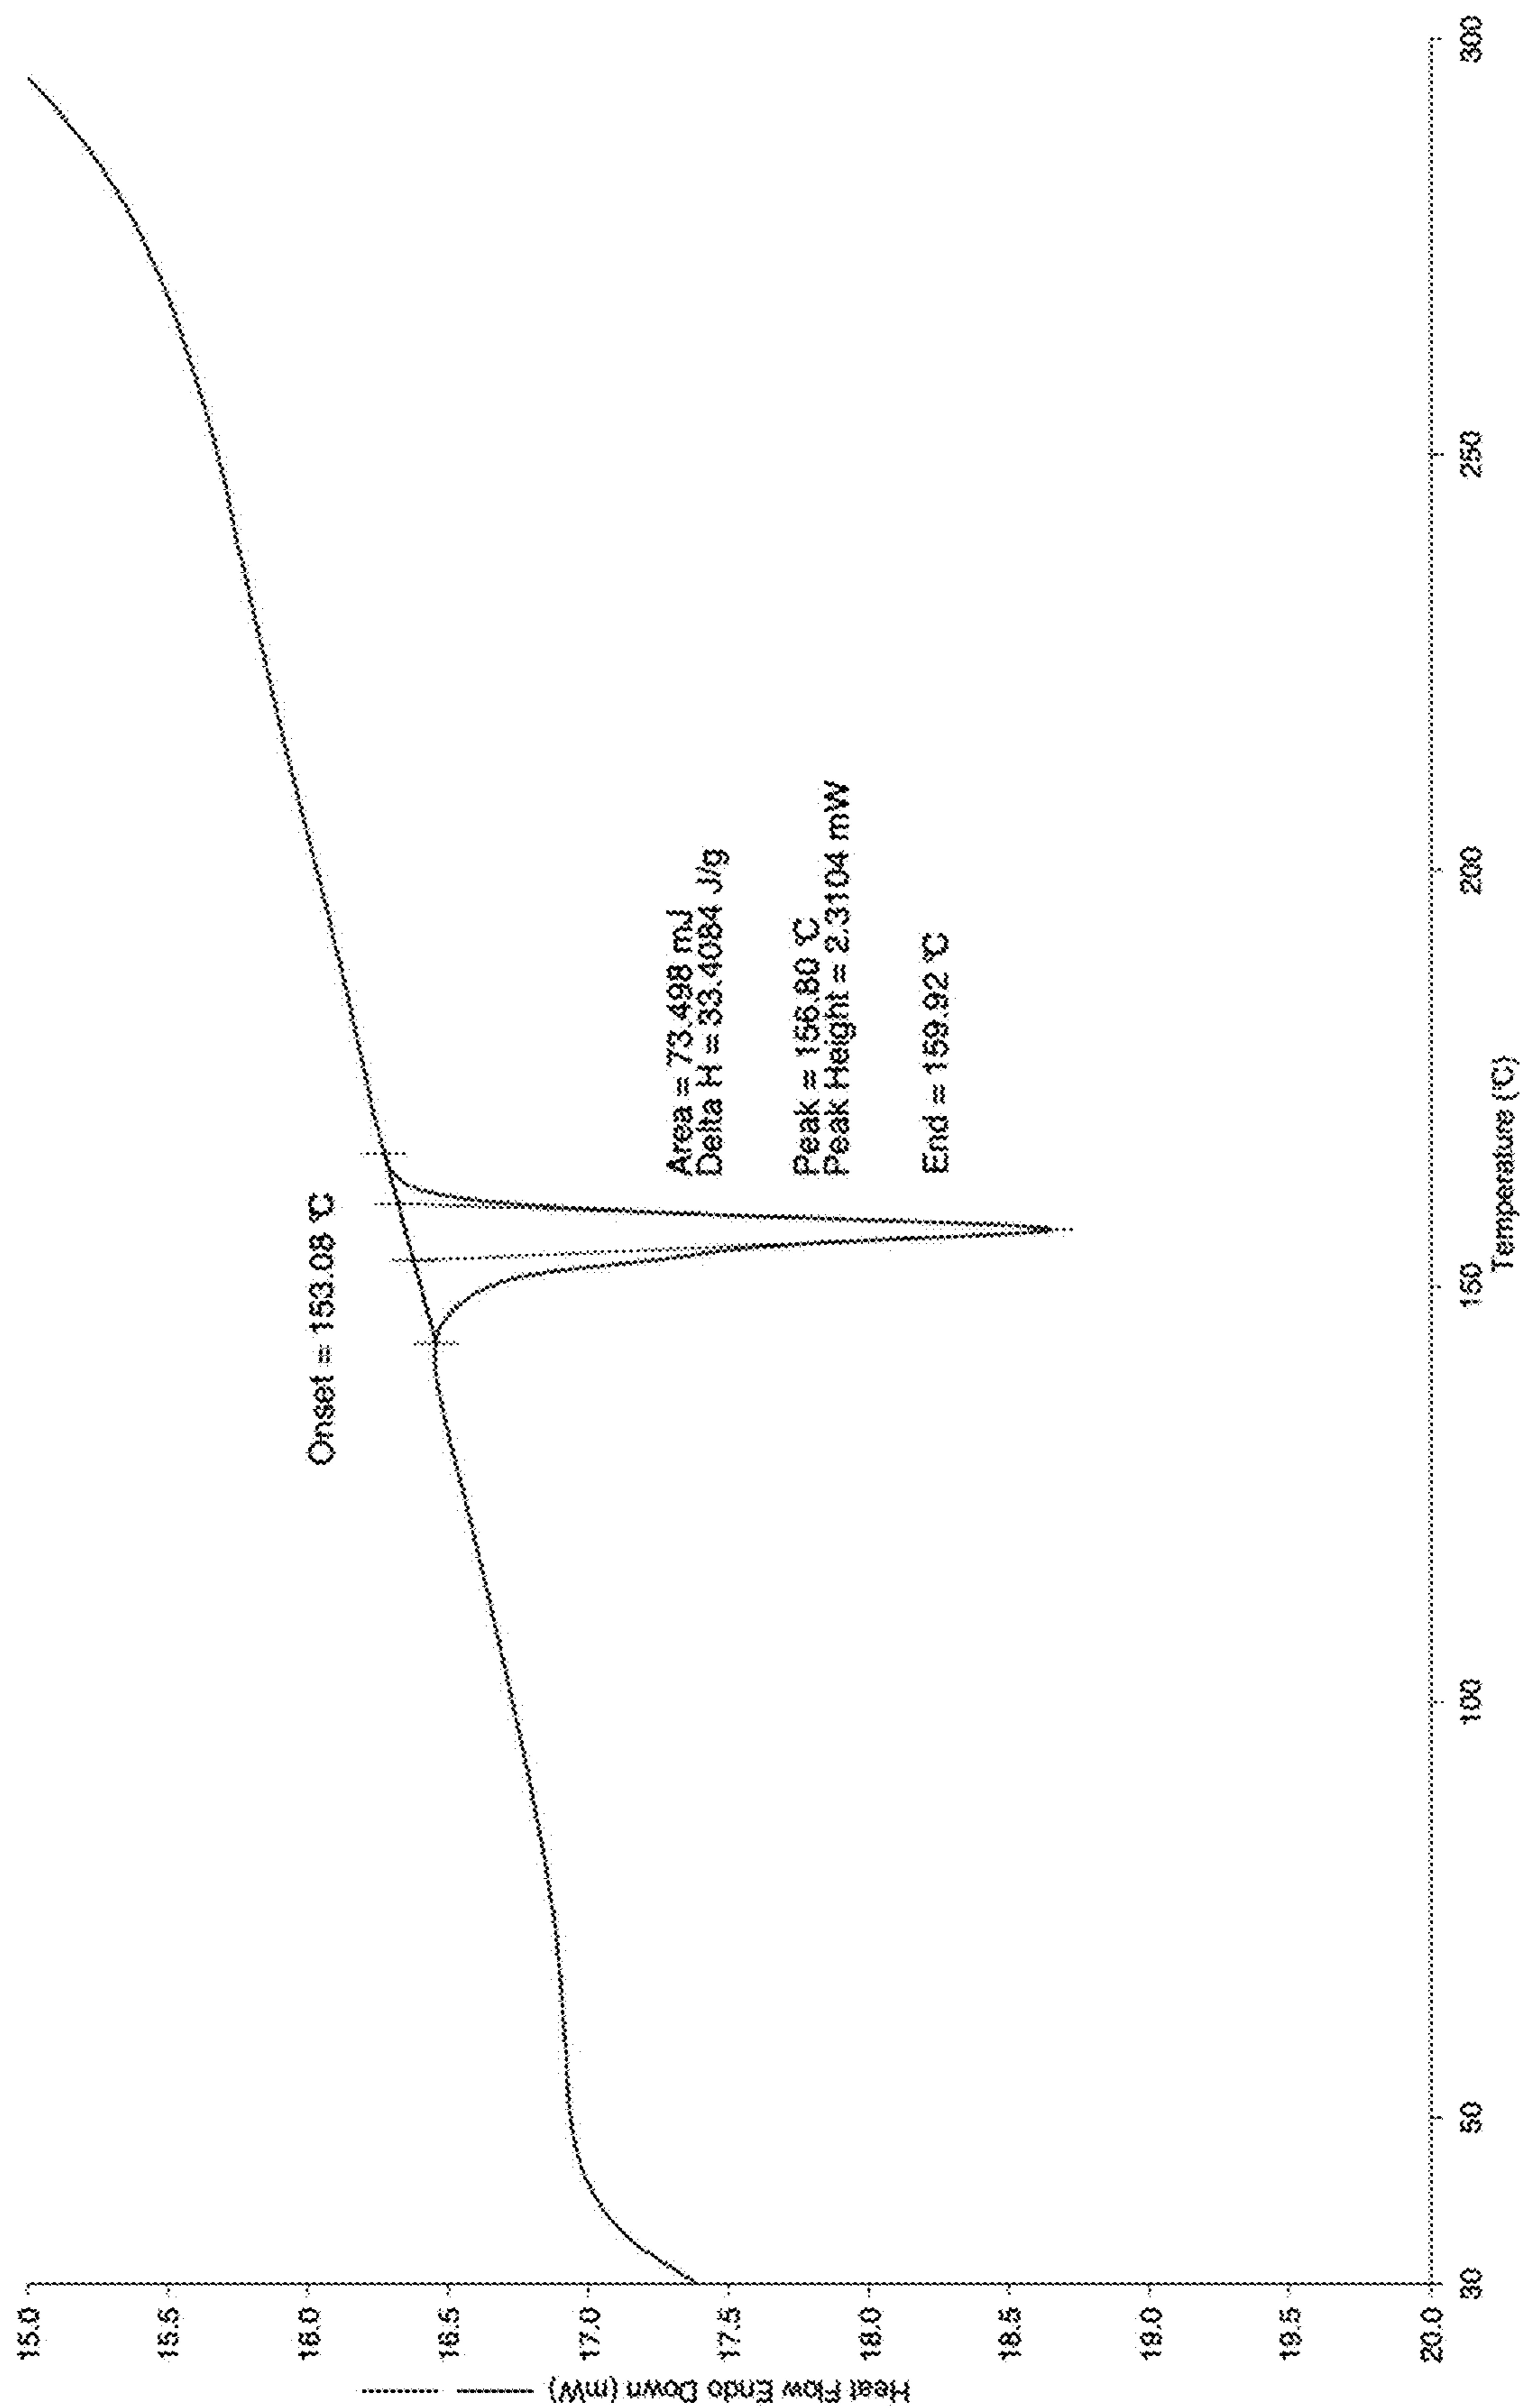 Heat Flow Endo Down (mW)
15.0
15.5
16.0
16.5
17.0
17.5
18.0
18.5
19.0
19.5
20.0
Onset = 153.08 ℃
Area = 73.498 mJ
Delta H = 33.4084 J/g
Peak = 156.80 ℃
Peak Height = 2.3104 mW
End = 159.92 ℃
30
50
100
150
200
250
300
Temperature (℃)